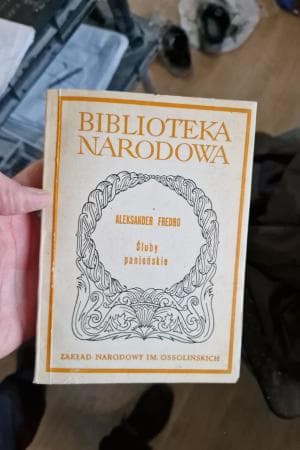 BIBLIOTEKA
NARODOWA
ALEKSANDER FREDRO
Śluby
panieńskie
ZAKŁAD NARODOWY IM. OSSOLIŃSKICH